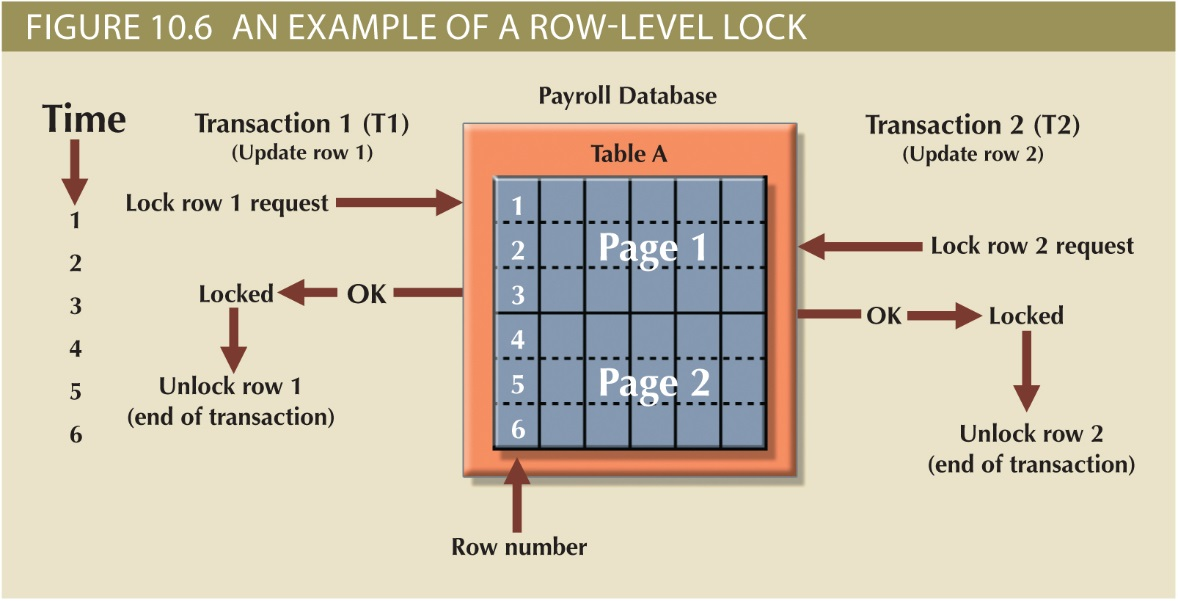 FIGURE 10.6 AN EXAMPLE OF A ROW-LEVEL LOCK
Payroll Database
Time
Transaction 1 (T1)
(Update row 1)
Transaction 2 (T2)
(Update row 2)
Table A
1
2
3
4
5
6
Lock row 1 request
Locked
OK
Unlock row 1
(end of transaction)
1
2
3
4
5
6
Page 1
Page 2
Row number
Lock row 2 request
OK
Locked
Unlock row 2
(end of transaction)